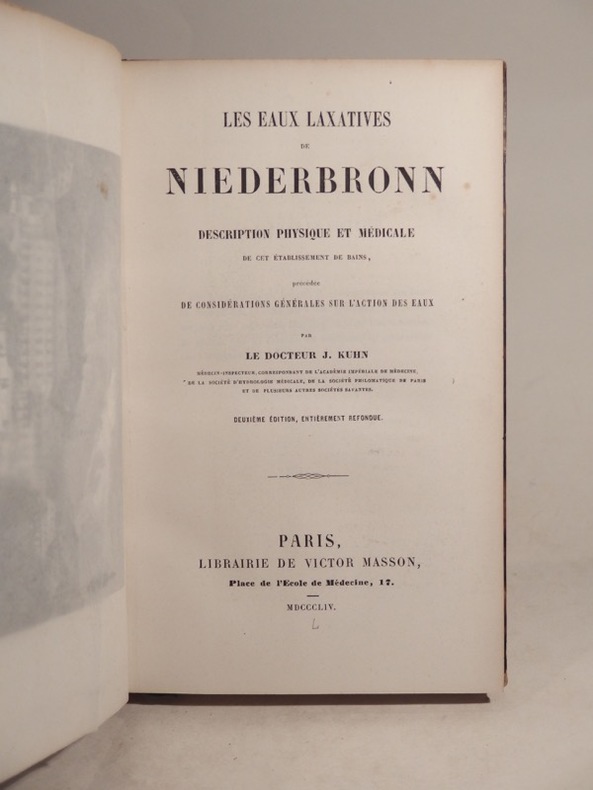 LES EAUX LAXATIVES
DE
NIEDERBRONN
DESCRIPTION PHYSIQUE ET MÉDICALE
DE CET ÉTABLISSEMENT DE BAINS,
précédée
DE CONSIDÉRATIONS GÉNÉRALES SUR L'ACTION DES EAUX
PAR
LE DOCTEUR J. KUHN
MÉDECIN-INSPECTEUR, CORRESPONDANT DE L'ACADÉMIE IMPÉRIALE DE MÉDECINE,
DE LA SOCIÉTÉ D'HYDROLOGIE MÉDICALE, DE LA SOCIÉTÉ PHILOMATIQUE DE PARIS
ET DE PLUSIEURS AUTRES SOCIÉTÉS SAVANTES.
DEUXIÈME ÉDITION, ENTIÈREMENT REFONDUE.
PARIS,
LIBRAIRIE DE VICTOR MASSON,
Place de l'Ecole de Médecine, 17.
MDCCCLIV.
L